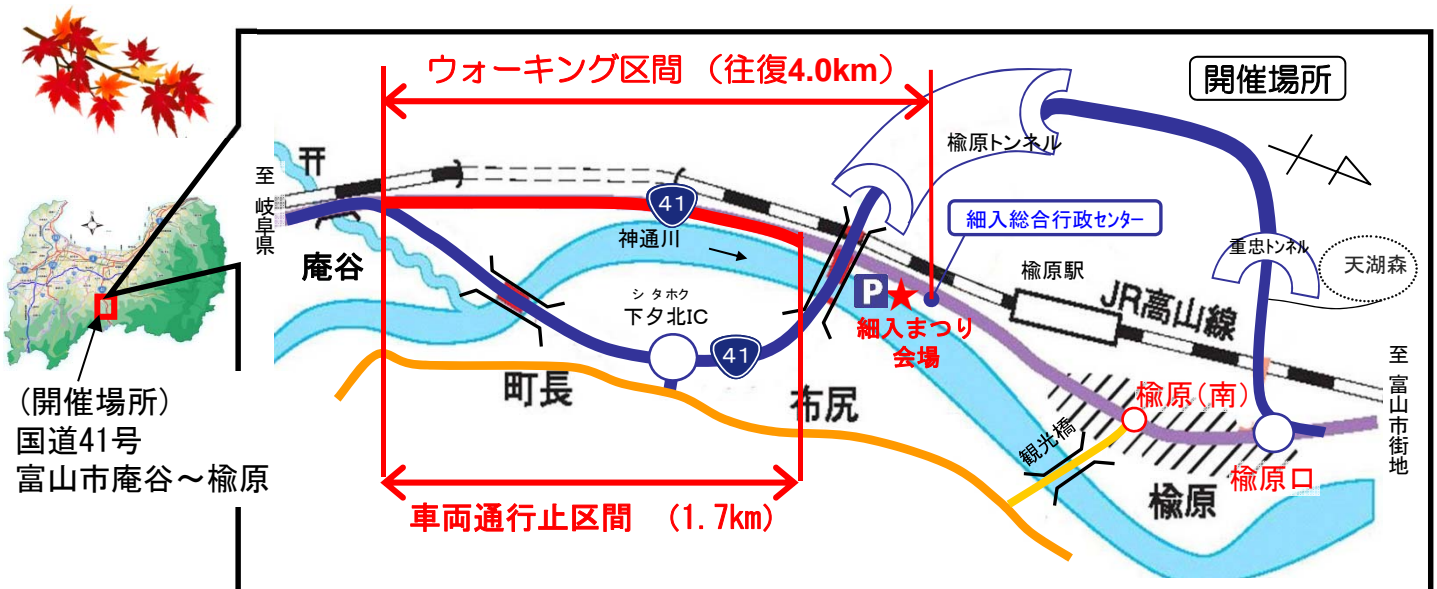 ウォーキング区間 （往復4.0km）
開催場所
楡原トンネル
至 岐阜県
41
細入総合行政センター
神通川
重忠トンネル
天湖森
庵谷
楡原駅
JR高山線
シタホク
下夕北IC
P★
細入まつり
会場
41
至 富山市街地
町長
布尻
楡原(南)
観光橋
楡原口
楡原
車両通行止区間 （1.7km）
(開催場所)
国道41号
富山市庵谷～楡原